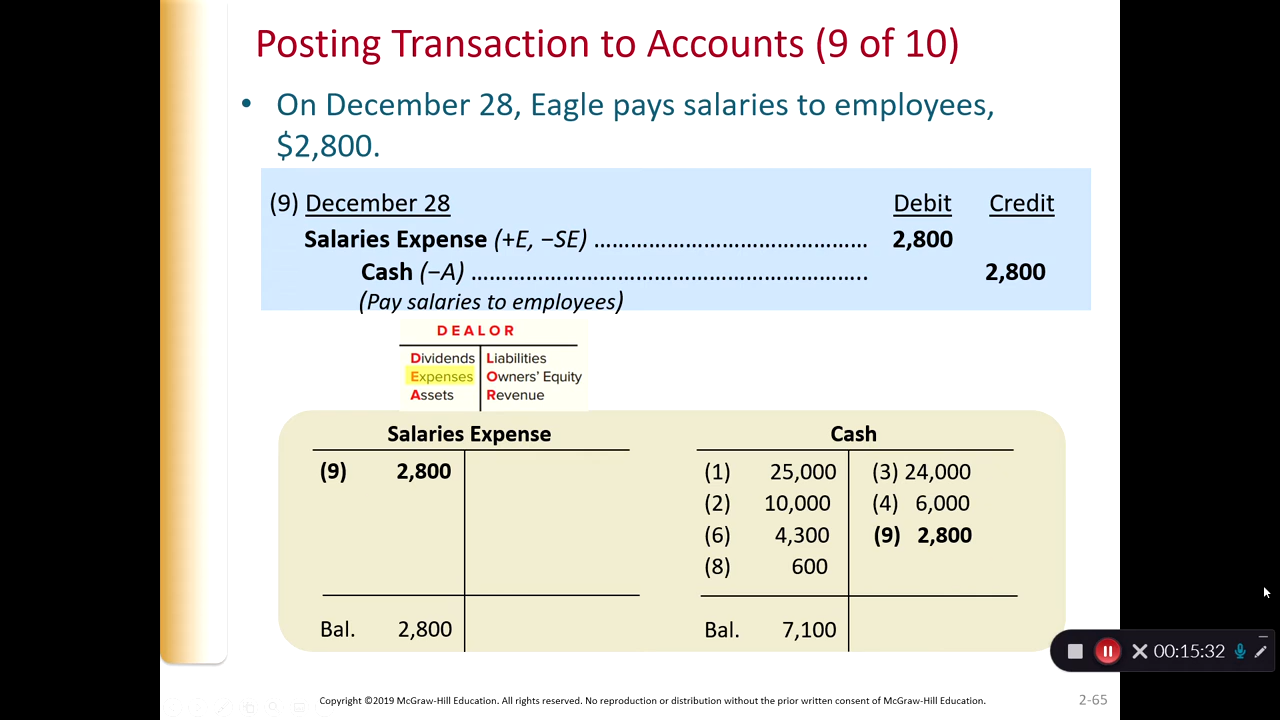 Posting Transaction to Accounts (9 of 10)
• On December 28, Eagle pays salaries to employees,
$2,800.
(9) December 28 Debit Credit
Salaries Expense (+E, −SE) ……………………………………… 2,800
Cash (−A) ………………………………………………………….. 2,800
(Pay salaries to employees)
DEALOR
Dividends Liabilities
Expenses Owners' Equity
Assets Revenue
Salaries Expense Cash
(9) 2,800 (1) 25,000 (3) 24,000
(2) 10,000 (4) 6,000
(6) 4,300 (9) 2,800
(8) 600
Bal. 2,800 Bal. 7,100
00:15:32
Copyright ©2019 McGraw-Hill Education. All rights reserved. No reproduction or distribution without the prior written consent of McGraw-Hill Education. 2-65